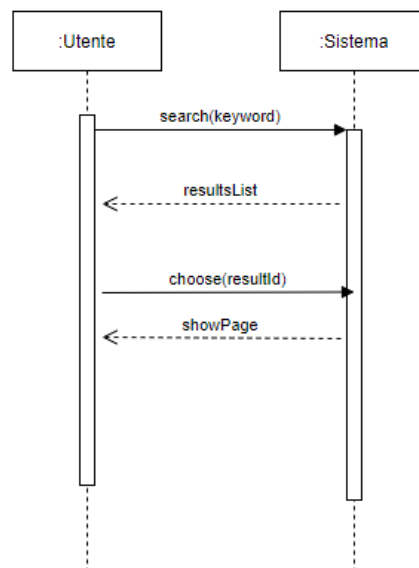 :Utente
:Sistema
search(keyword)
resultsList
choose(resultId)
showPage